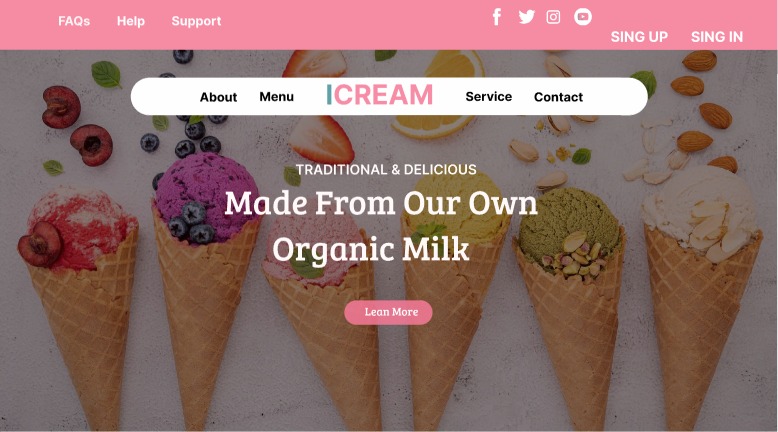 FAQs Help Support
SING UP SING IN
About Menu ICREAM Service Contact
TRADITIONAL & DELICIOUS
Made From Our Own
Organic Milk
Lean More